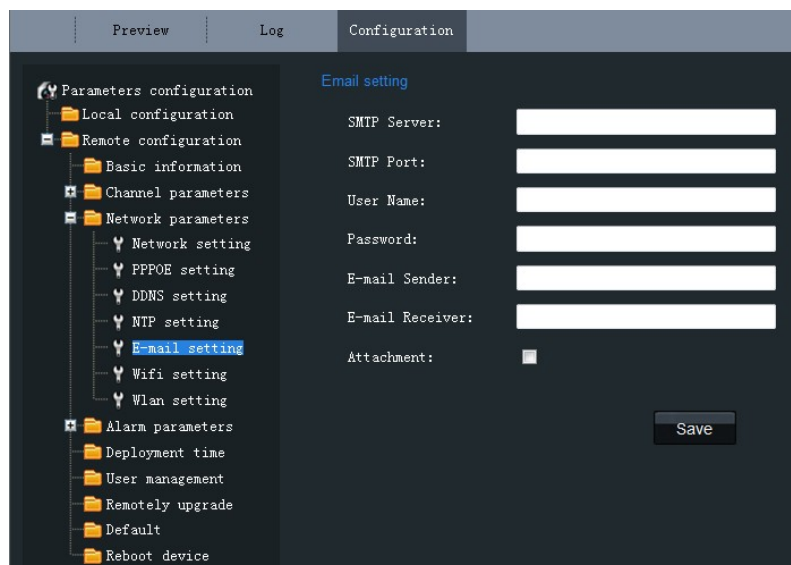 Preview Log Configuration
Parameters configuration
Local configuration
Remote configuration
Basic information
Channel parameters
Network parameters
Network setting
PPPOE setting
DDNS setting
NTP setting
E-mail setting
Wifi setting
Wlan setting
Alarm parameters
Deployment time
User management
Remotely upgrade
Default
Reboot device
Email setting
SMTP Server:
SMTP Port:
User Name:
Password:
E-mail Sender:
E-mail Receiver:
Attachment:
Save